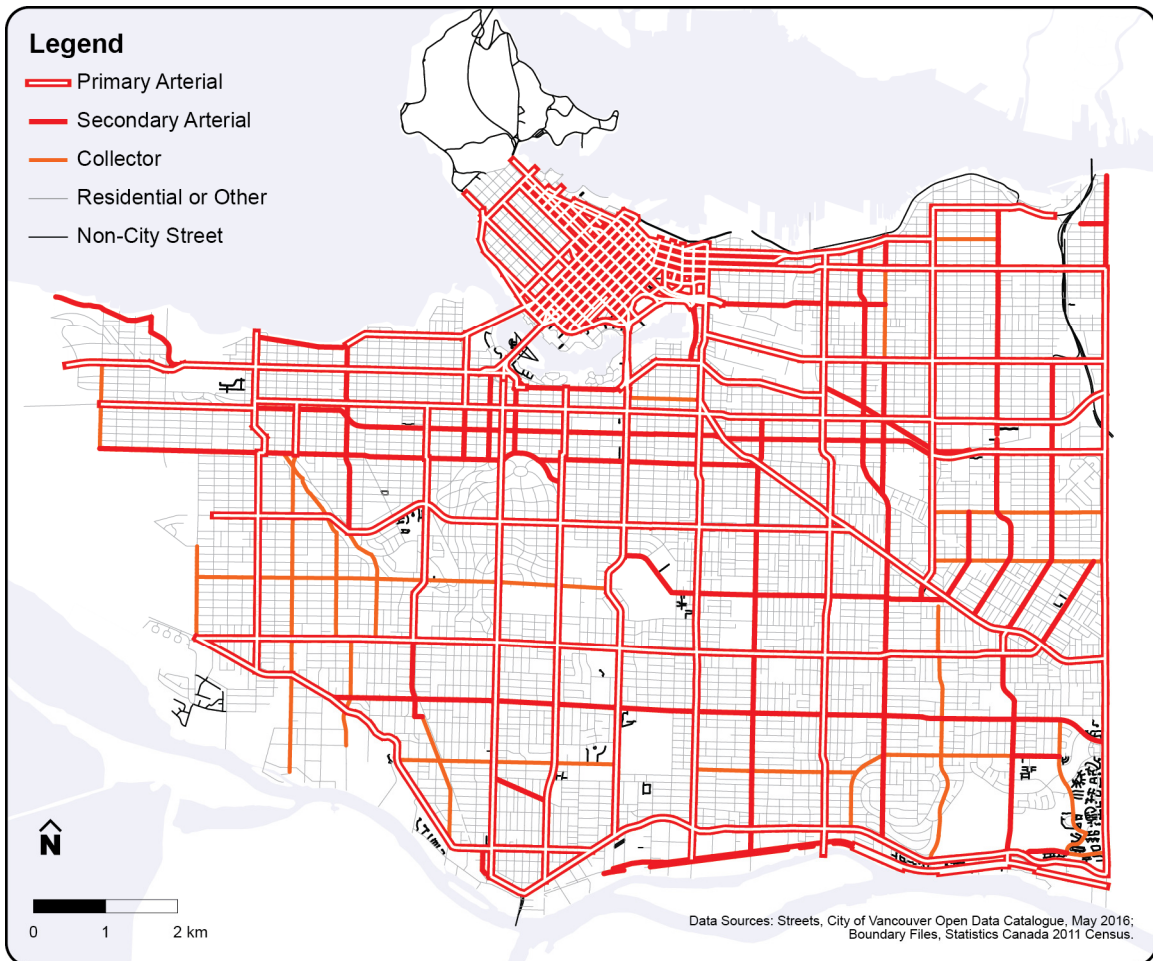 Legend
Primary Arterial
Secondary Arterial
Collector
Residential or Other
Non-City Street
N
0 1 2 km
Data Sources: Streets, City of Vancouver Open Data Catalogue, May 2016;
Boundary Files, Statistics Canada 2011 Census.